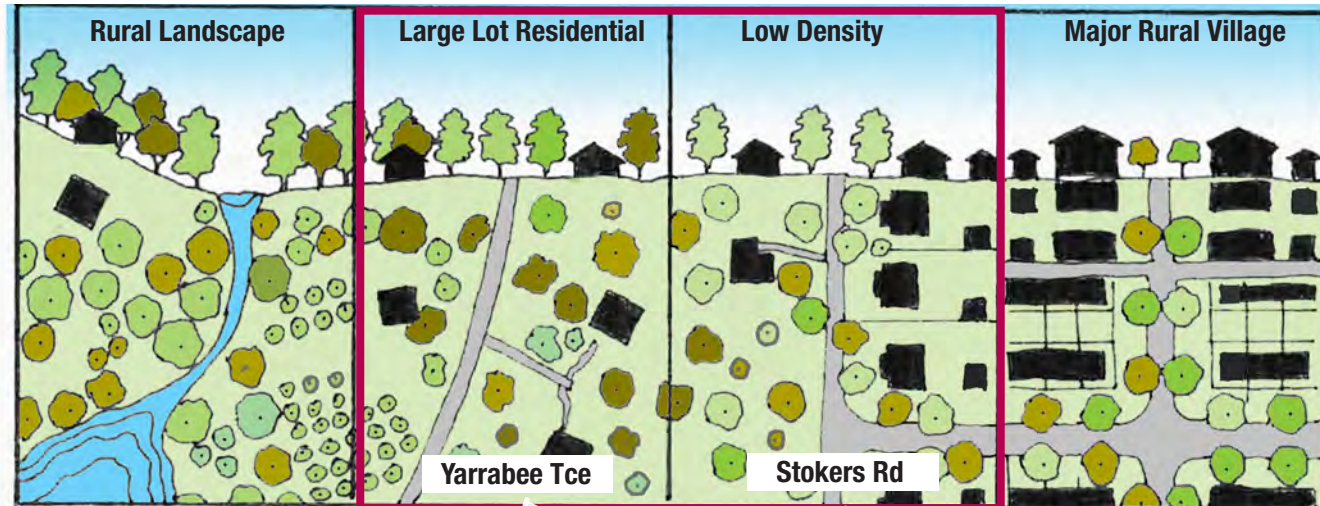 Rural Landscape
Large Lot Residential
Low Density
Major Rural Village
Yarrabee Tce
Stokers Rd